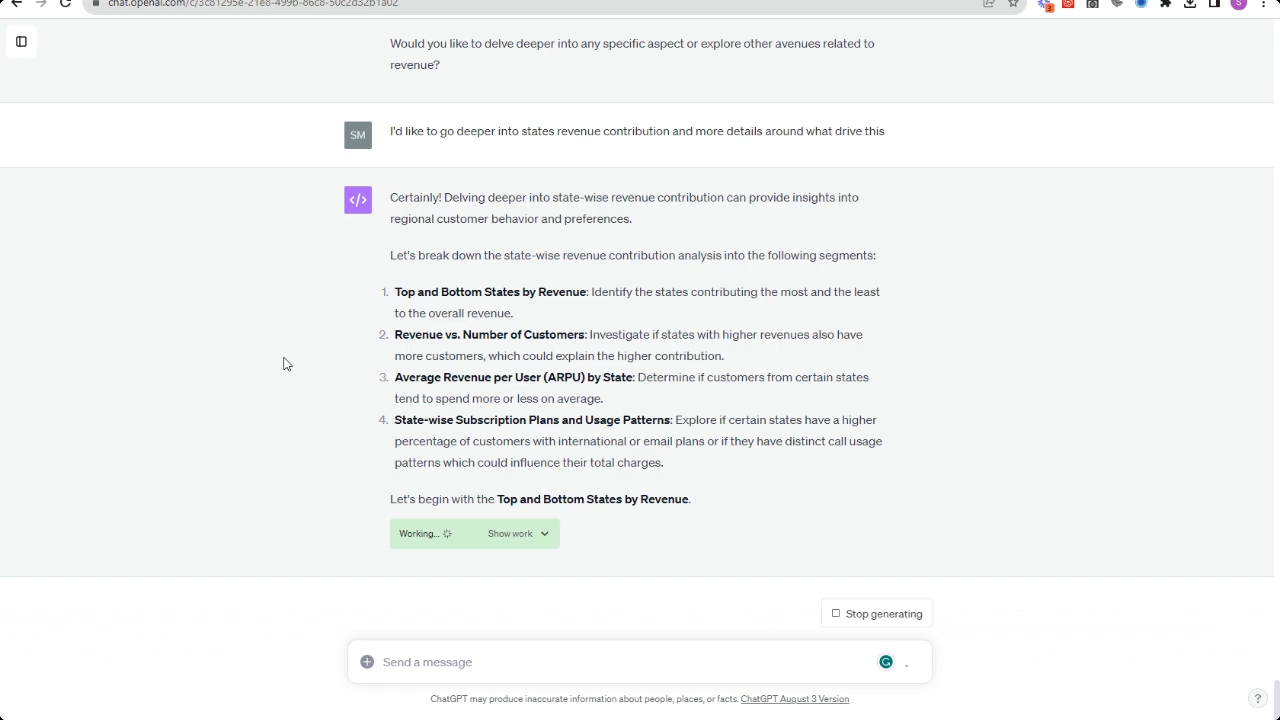 chat.openai.com/c/3c81295e-21e8-499b-86c8-50c2d32b1a02
Would you like to delve deeper into any specific aspect or explore other avenues related to
revenue?
SM
I'd like to go deeper into states revenue contribution and more details around what drive this
Certainly! Delving deeper into state-wise revenue contribution can provide insights into
regional customer behavior and preferences.
Let's break down the state-wise revenue contribution analysis into the following segments:
1. Top and Bottom States by Revenue: Identify the states contributing the most and the least
to the overall revenue.
2. Revenue vs. Number of Customers: Investigate if states with higher revenues also have
more customers, which could explain the higher contribution.
3. Average Revenue per User (ARPU) by State: Determine if customers from certain states
tend to spend more or less on average.
4. State-wise Subscription Plans and Usage Patterns: Explore if certain states have a higher
percentage of customers with international or email plans or if they have distinct call usage
patterns which could influence their total charges.
Let's begin with the Top and Bottom States by Revenue.
Working... Show work
Stop generating
Send a message
ChatGPT may produce inaccurate information about people, places, or facts. ChatGPT August 3 Version
?